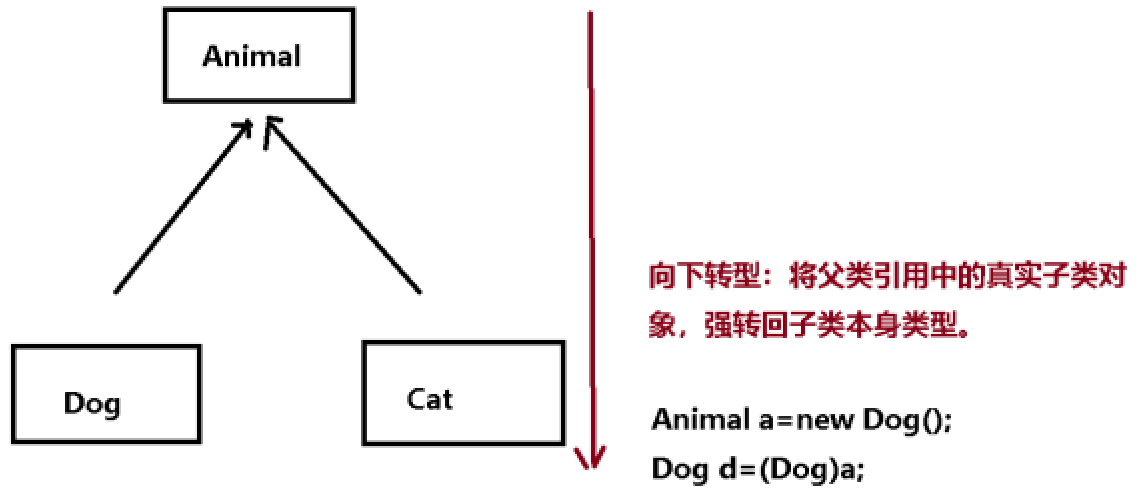 Animal
Dog
Cat
向下转型：将父类引用中的真实子类对
象，强转回子类本身类型。
Animal a=new Dog();
Dog d=(Dog)a;